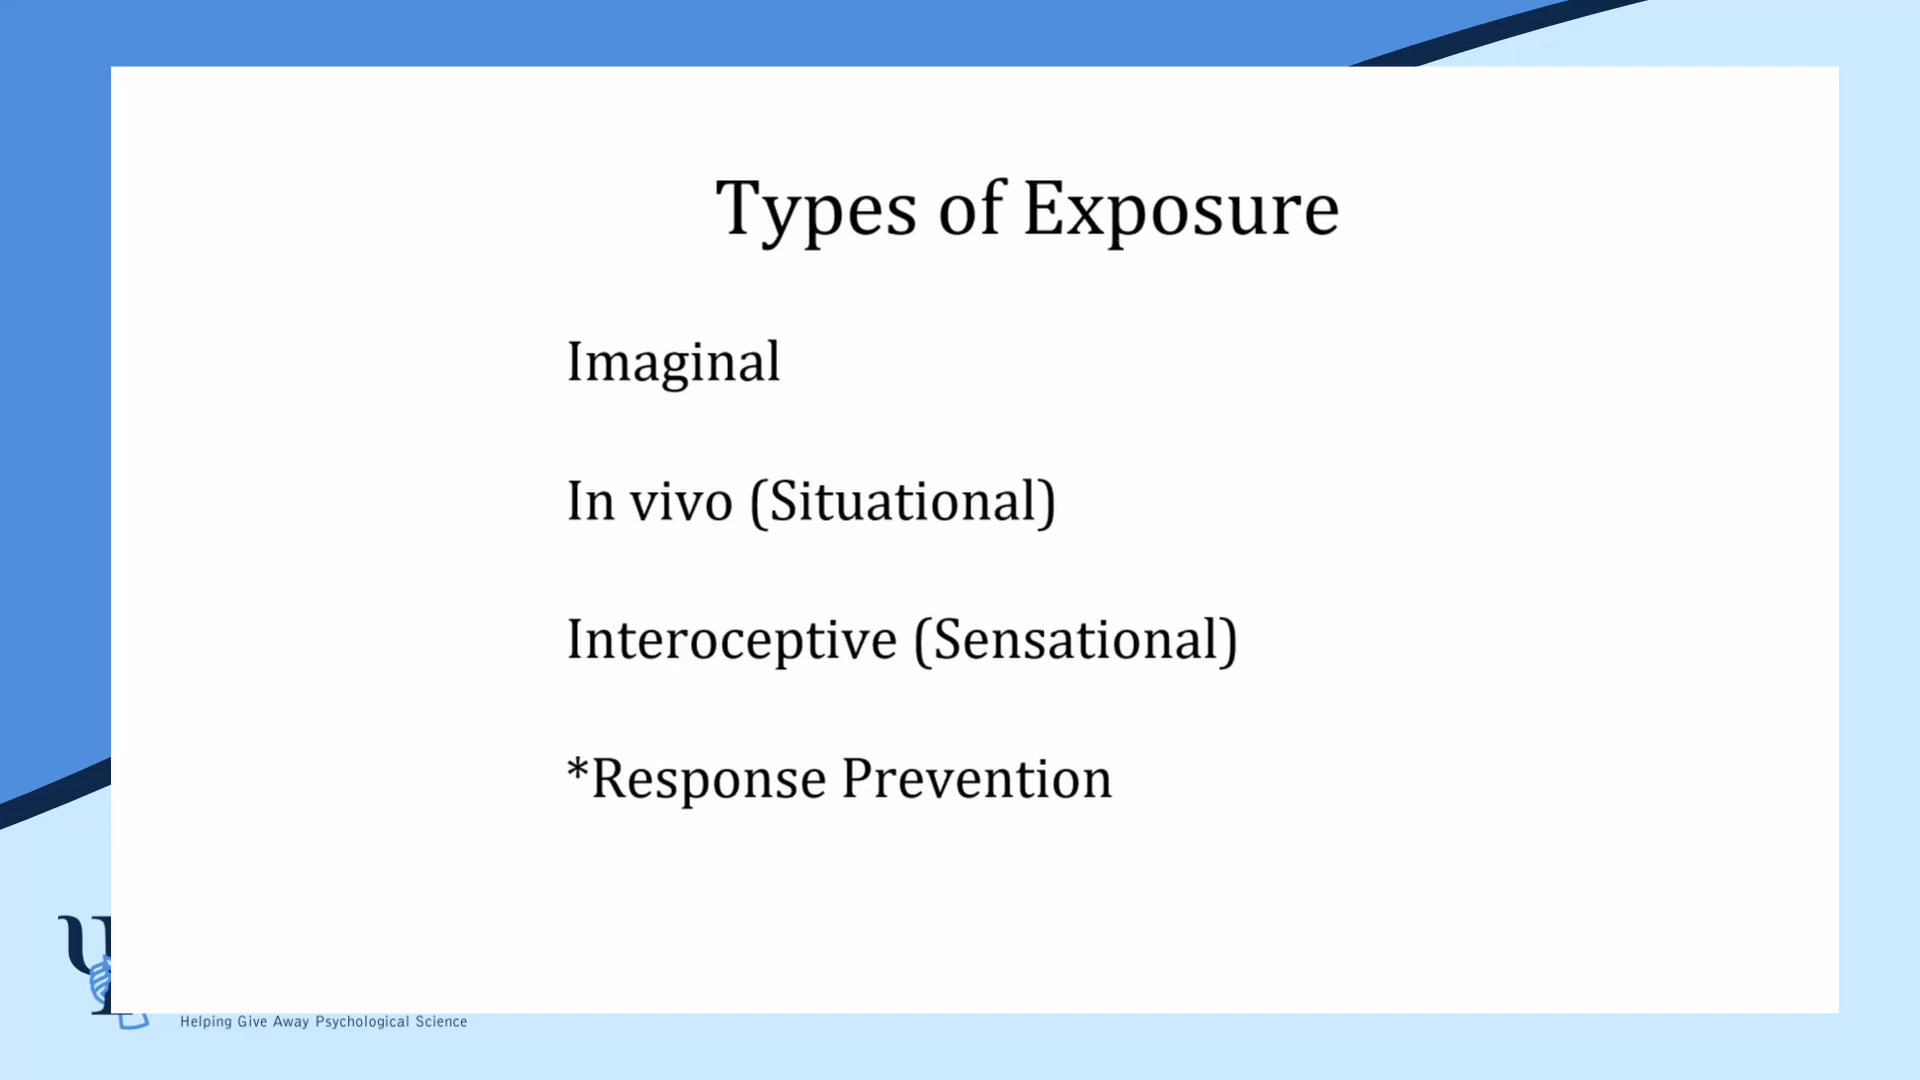 Types of Exposure
Imaginal
In vivo (Situational)
Interoceptive (Sensational)
*Response Prevention
Helping Give Away Psychological Science